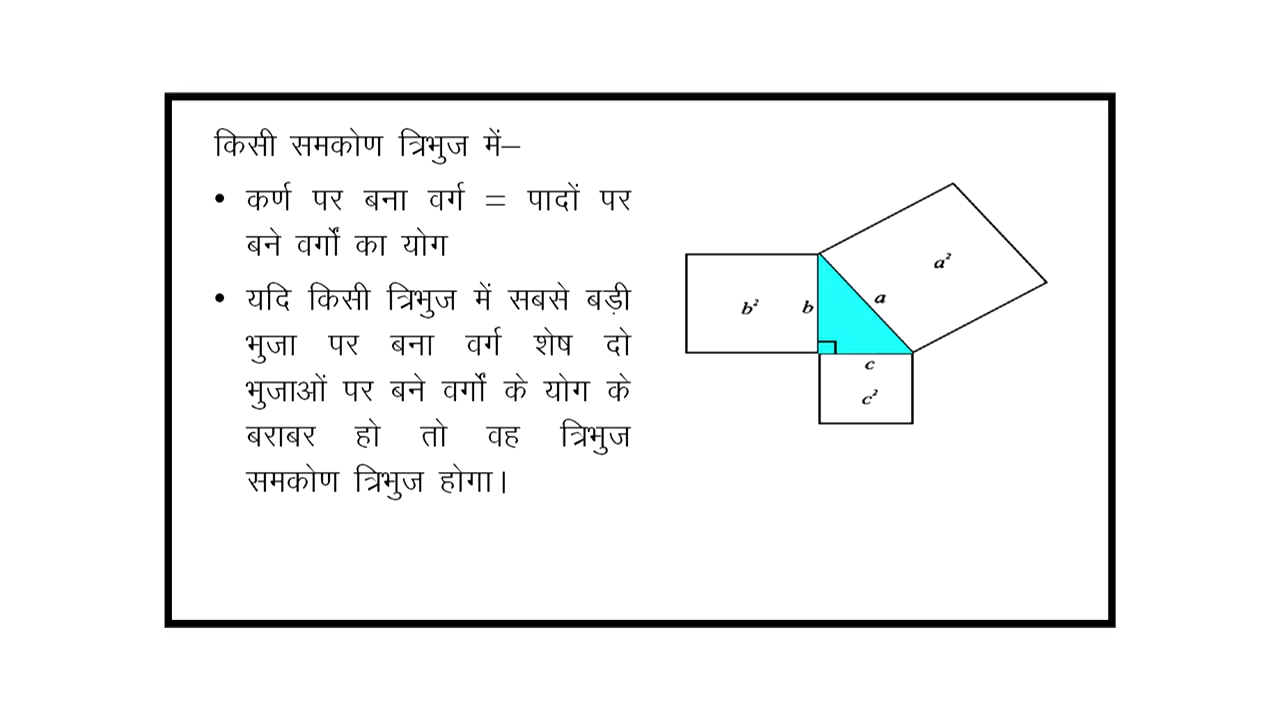 किसी समकोण त्रिभुज में–
• कर्ण पर बना वर्ग = पादों पर
बने वर्गों का योग
• यदि किसी त्रिभुज में सबसे बड़ी
भुजा पर बना वर्ग शेष दो
भुजाओं पर बने वर्गों के योग के
बराबर हो तो वह त्रिभुज
समकोण त्रिभुज होगा।
a²
b² b a
c
c²